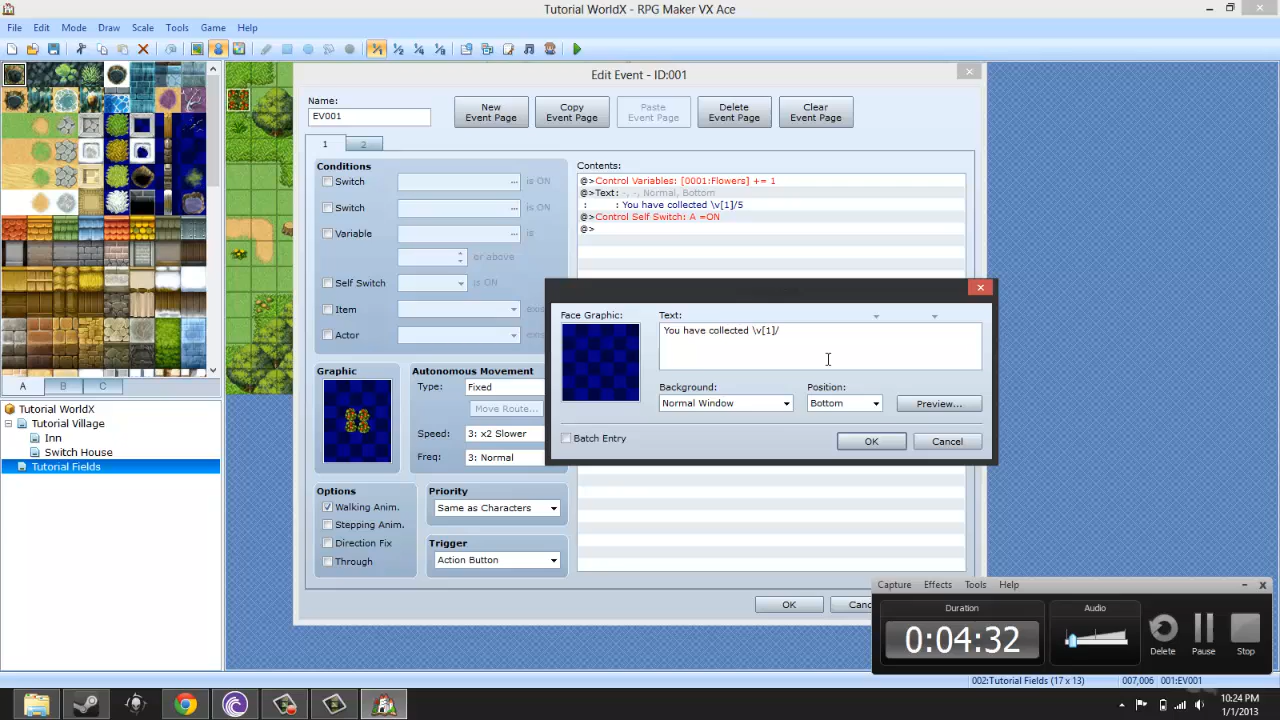 Tutorial WorldX - RPG Maker VX Ace
File Edit Mode Draw Scale Tools Game Help
Edit Event - ID:001
Name:
EV001
New Event Page
Copy Event Page
Paste Event Page
Delete Event Page
Clear Event Page
1 2
Conditions
Switch ... is ON
Switch ... is ON
Variable ... is
or above
Self Switch is ON
Item
Actor
Graphic
Autonomous Movement
Type: Fixed
Move Route...
Speed: 3: x2 Slower
Freq: 3: Normal
Options
Walking Anim.
Stepping Anim.
Direction Fix
Through
Priority
Same as Characters
Trigger
Action Button
Contents:
@>Control Variables: [0001:Flowers] += 1
@>Text: -, -, Normal, Bottom
: : You have collected \v[1]/5
@>Control Self Switch: A =ON
@>
Face Graphic:
Text:
You have collected \v[1]/
Background:
Normal Window
Position:
Bottom
Preview...
Batch Entry
OK
Cancel
OK
A B C
Tutorial WorldX
Tutorial Village
Inn
Switch House
Tutorial Fields
Capture Effects Tools Help
Duration
0:04:32
Audio
Delete
Pause
Stop
002:Tutorial Fields (17 x 13) 007,006 001:EV001
10:24 PM
1/1/2013